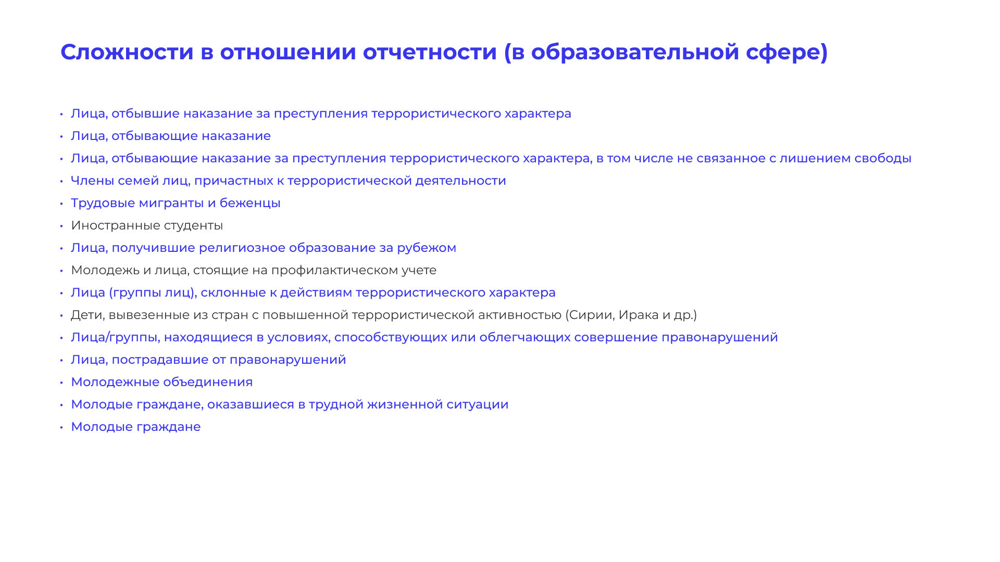 Сложности в отношении отчетности (в образовательной сфере)
• Лица, отбывшие наказание за преступления террористического характера
• Лица, отбывающие наказание
• Лица, отбывающие наказание за преступления террористического характера, в том числе не связанное с лишением свободы
• Члены семей лиц, причастных к террористической деятельности
• Трудовые мигранты и беженцы
• Иностранные студенты
• Лица, получившие религиозное образование за рубежом
• Молодежь и лица, стоящие на профилактическом учете
• Лица (группы лиц), склонные к действиям террористического характера
• Дети, вывезенные из стран с повышенной террористической активностью (Сирии, Ирака и др.)
• Лица/группы, находящиеся в условиях, способствующих или облегчающих совершение правонарушений
• Лица, пострадавшие от правонарушений
• Молодежные объединения
• Молодые граждане, оказавшиеся в трудной жизненной ситуации
• Молодые граждане